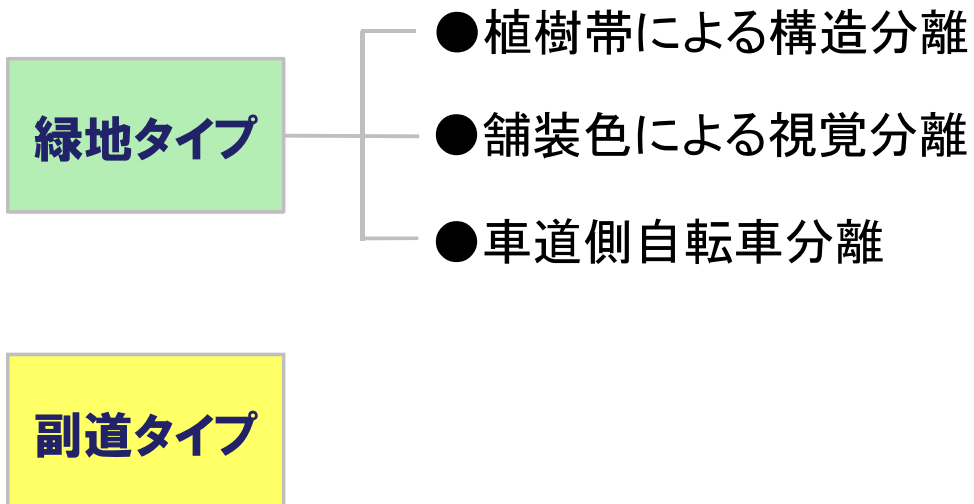 ●植樹帯による構造分離
緑地タイプ
●舗装色による視覚分離
●車道側自転車分離
副道タイプ